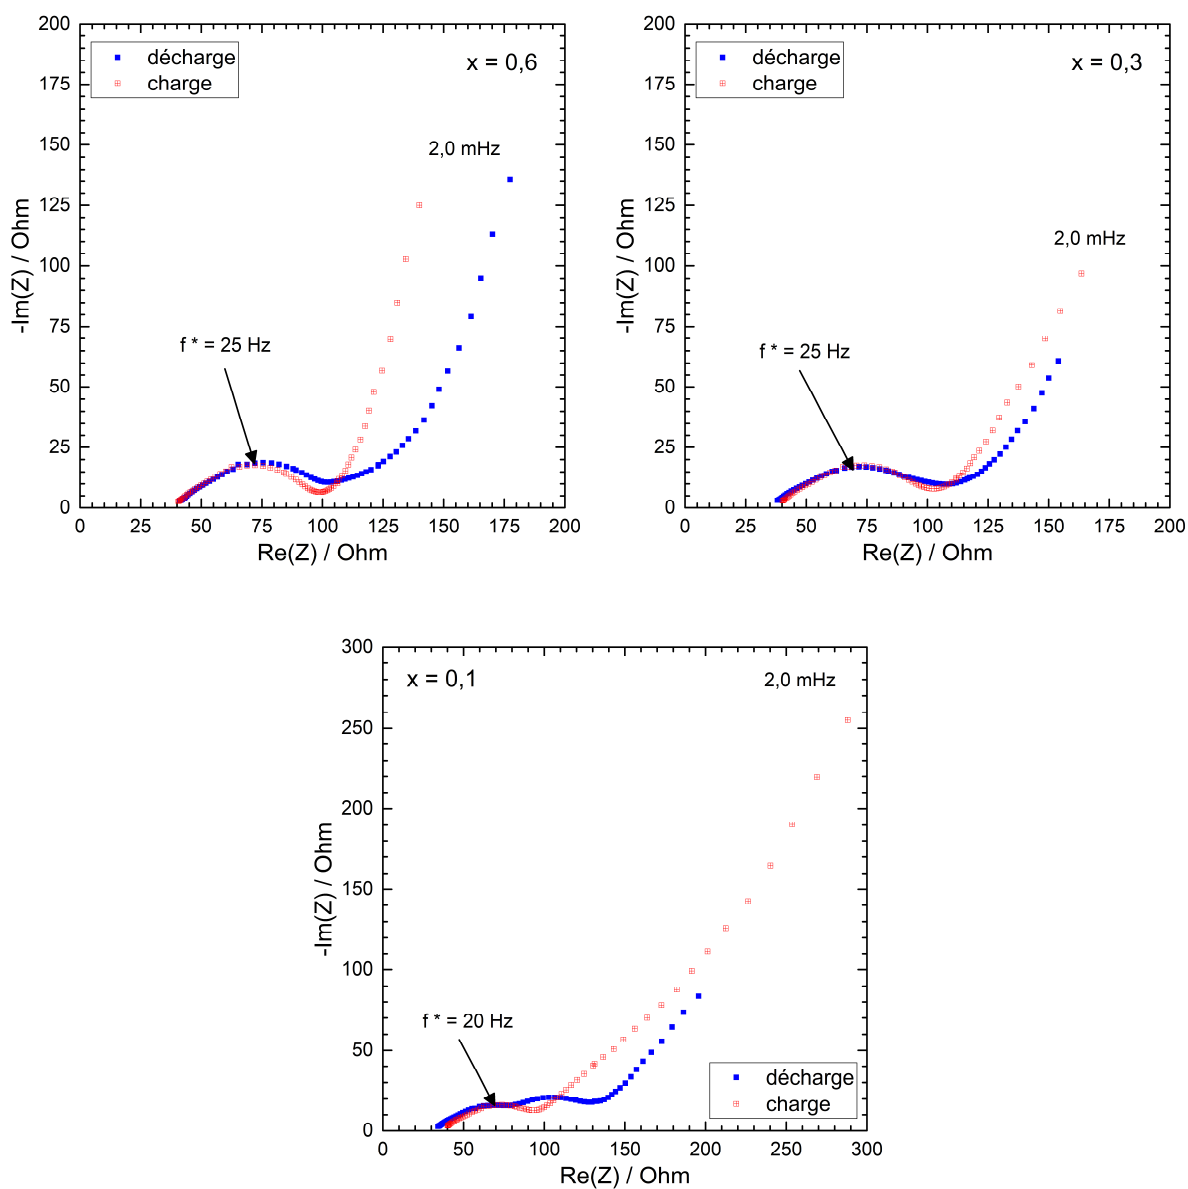 200
175
150
125
100
75
50
25
0
0 25 50 75 100 125 150 175 200
-Im(Z) / Ohm
Re(Z) / Ohm
décharge
charge
x = 0,6
2,0 mHz
f * = 25 Hz
200
175
150
125
100
75
50
25
0
0 25 50 75 100 125 150 175 200
-Im(Z) / Ohm
Re(Z) / Ohm
décharge
charge
x = 0,3
2,0 mHz
f * = 25 Hz
300
250
200
150
100
50
0
0 50 100 150 200 250 300
-Im(Z) / Ohm
Re(Z) / Ohm
x = 0,1
2,0 mHz
f * = 20 Hz
décharge
charge